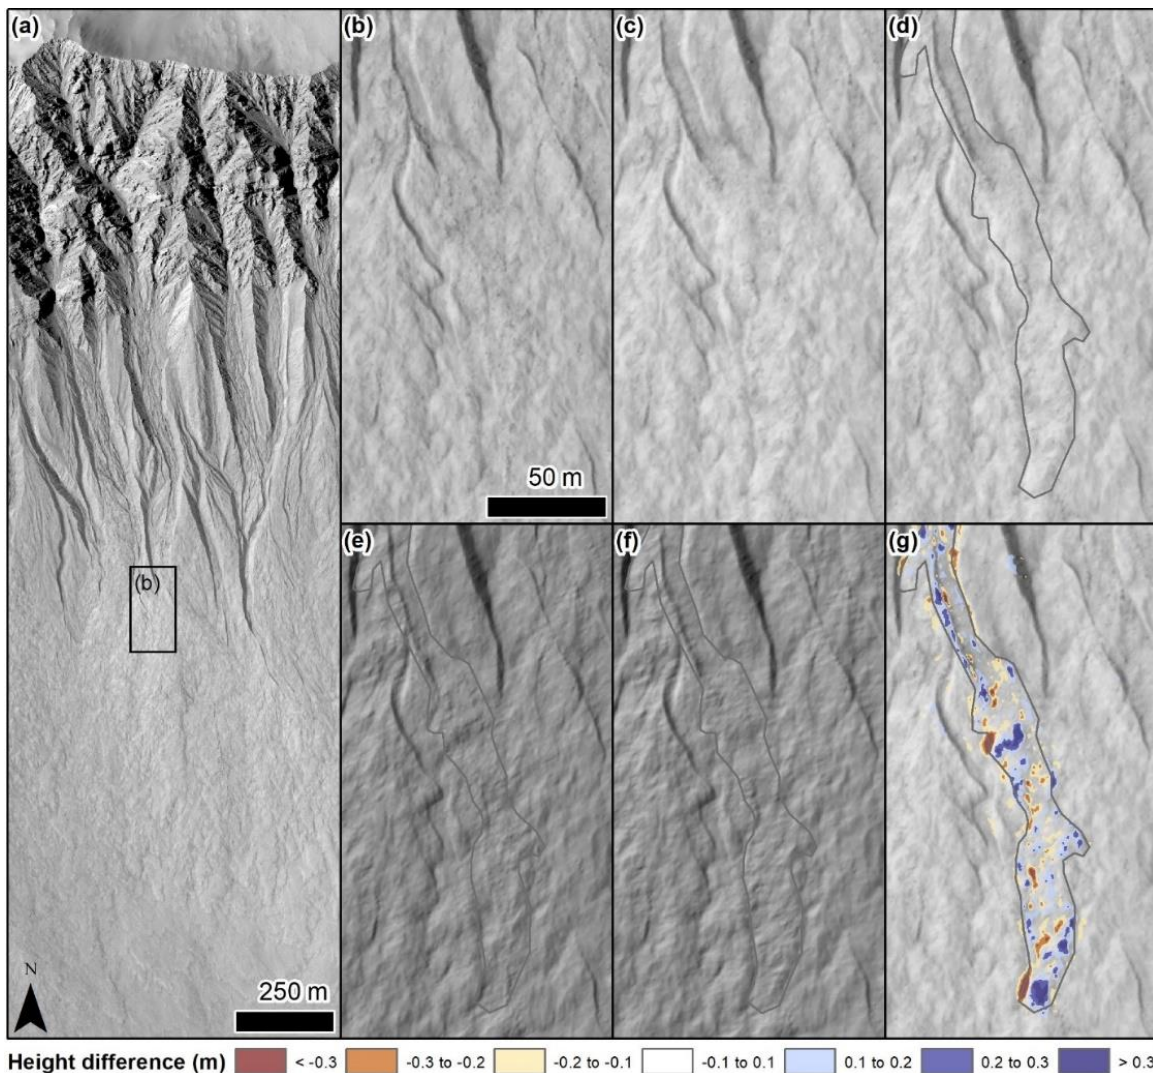 (a)
(b)
(c)
(d)
(b)
50 m
N
250 m
(e)
(f)
(g)
Height difference (m) < -0.3 -0.3 to -0.2 -0.2 to -0.1 -0.1 to 0.1 0.1 to 0.2 0.2 to 0.3 > 0.3